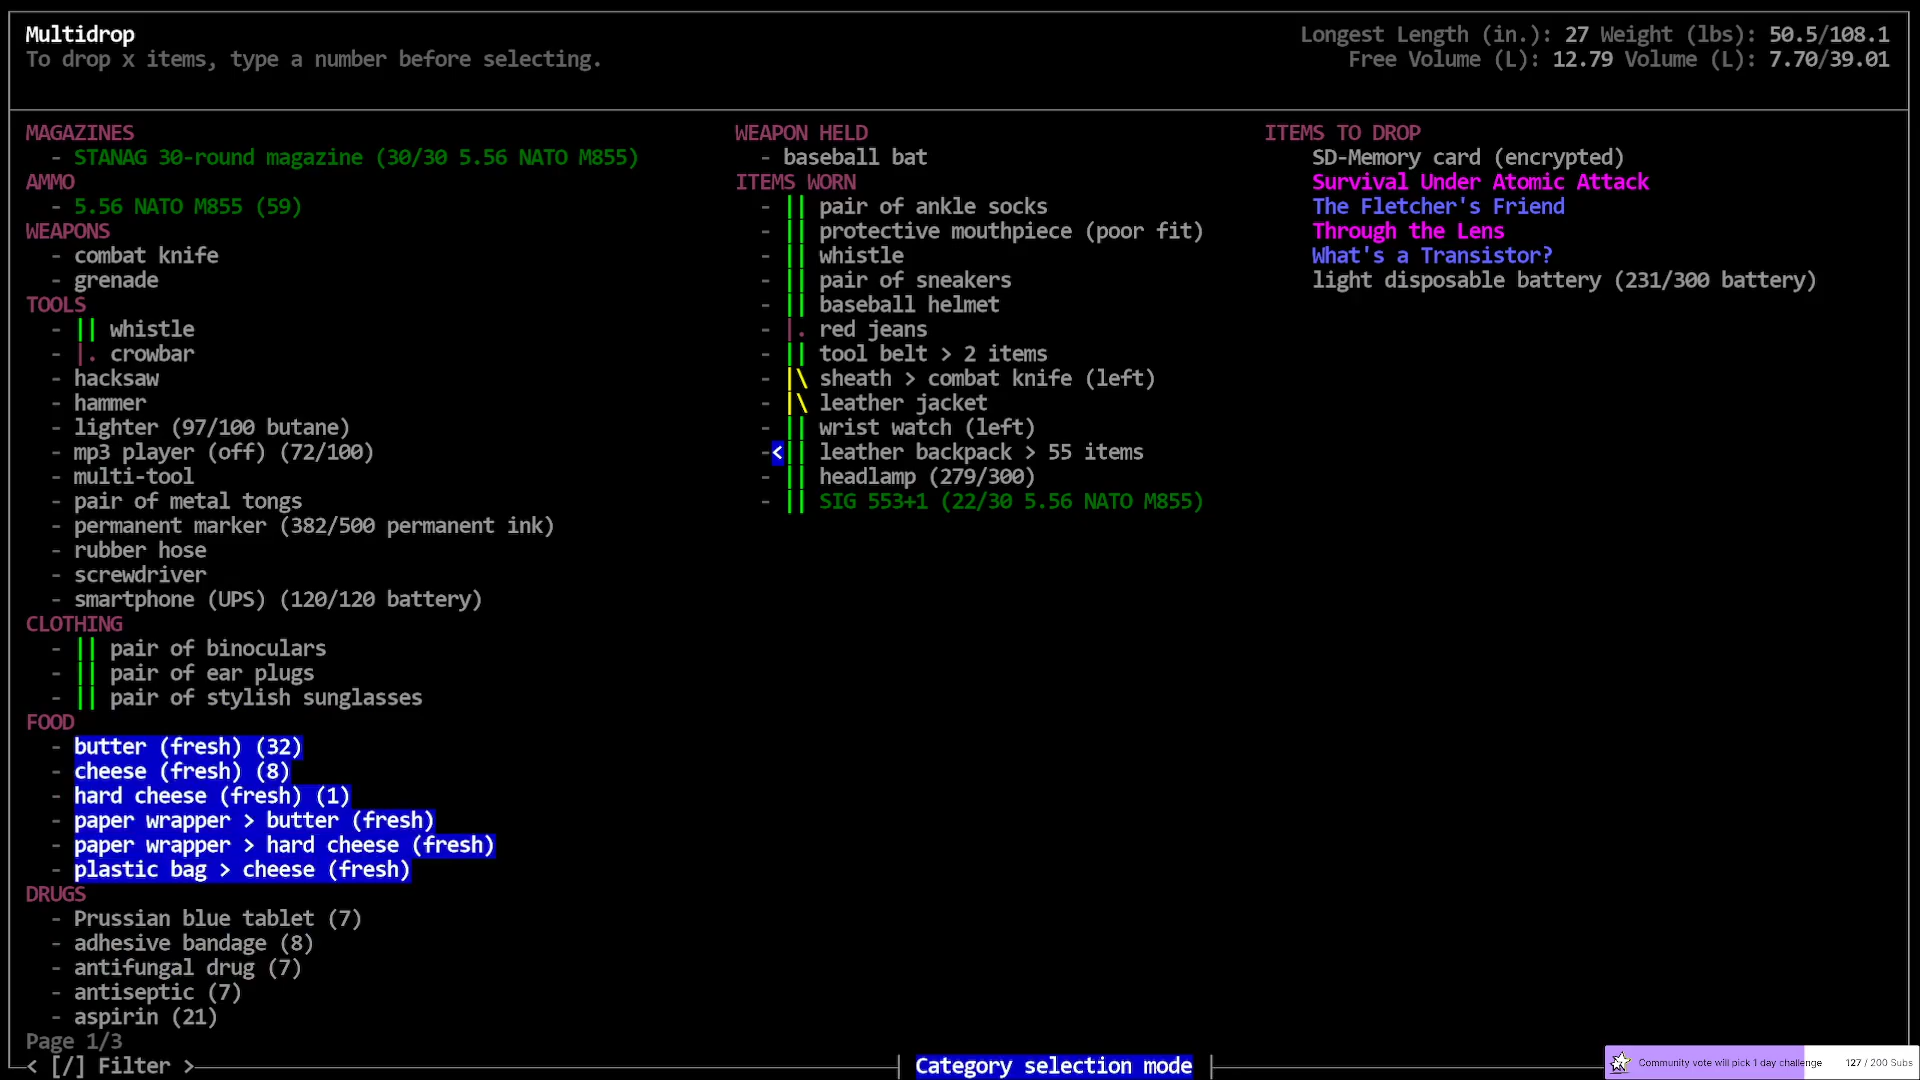 Multidrop
To drop x items, type a number before selecting.
Longest Length (in.): 27 Weight (lbs): 50.5/108.1
Free Volume (L): 12.79 Volume (L): 7.70/39.01
MAGAZINES
- STANAG 30-round magazine (30/30 5.56 NATO M855)
AMMO
- 5.56 NATO M855 (59)
WEAPONS
- combat knife
- grenade
TOOLS
- || whistle
- |. crowbar
- hacksaw
- hammer
- lighter (97/100 butane)
- mp3 player (off) (72/100)
- multi-tool
- pair of metal tongs
- permanent marker (382/500 permanent ink)
- rubber hose
- screwdriver
- smartphone (UPS) (120/120 battery)
CLOTHING
- || pair of binoculars
- || pair of ear plugs
- || pair of stylish sunglasses
FOOD
- butter (fresh) (32)
- cheese (fresh) (8)
- hard cheese (fresh) (1)
- paper wrapper > butter (fresh)
- paper wrapper > hard cheese (fresh)
- plastic bag > cheese (fresh)
DRUGS
- Prussian blue tablet (7)
- adhesive bandage (8)
- antifungal drug (7)
- antiseptic (7)
- aspirin (21)
Page 1/3
< [/] Filter >
WEAPON HELD
- baseball bat
ITEMS WORN
- || pair of ankle socks
- || protective mouthpiece (poor fit)
- || whistle
- || pair of sneakers
- || baseball helmet
- |. red jeans
- || tool belt > 2 items
- |\ sheath > combat knife (left)
- |\ leather jacket
- || wrist watch (left)
-< || leather backpack > 55 items
- || headlamp (279/300)
- || SIG 553+1 (22/30 5.56 NATO M855)
ITEMS TO DROP
SD-Memory card (encrypted)
Survival Under Atomic Attack
The Fletcher's Friend
Through the Lens
What's a Transistor?
light disposable battery (231/300 battery)
| Category selection mode |
Community vote will pick 1 day challenge 127 / 200 Subs